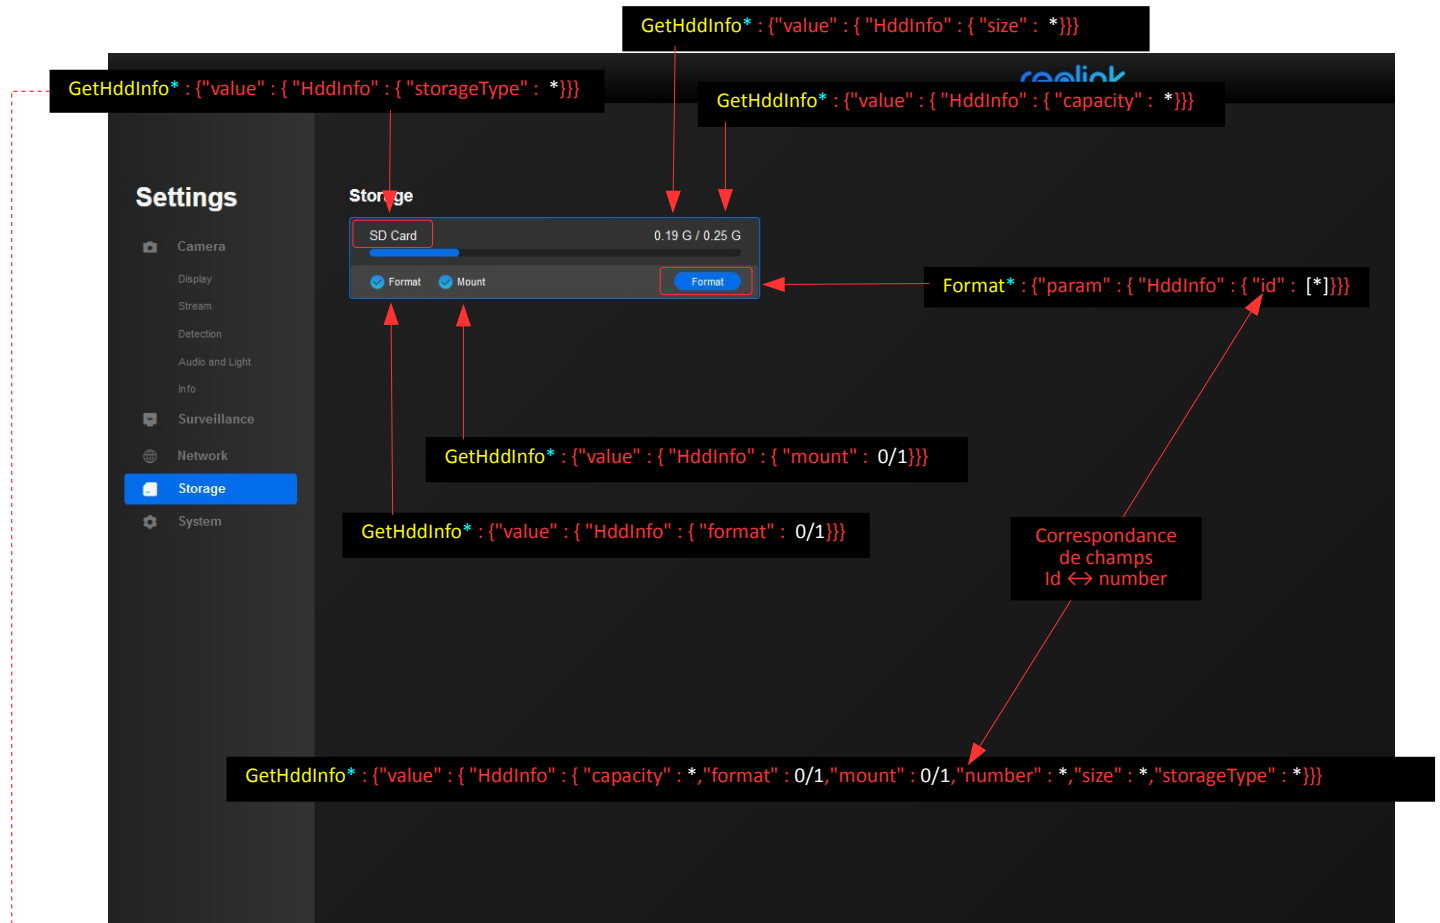 GetHddInfo* : {"value" : { "HddInfo" : { "size" : *}}}
reolink
GetHddInfo* : {"value" : { "HddInfo" : { "storageType" : *}}}
GetHddInfo* : {"value" : { "HddInfo" : { "capacity" : *}}}
Settings
Storage
SD Card
0.19 G / 0.25 G
Format
Mount
Format
Format* : {"param" : { "HddInfo" : { "id" : [*]}}}
Camera
Display
Stream
Detection
Audio and Light
Info
Surveillance
Network
Storage
System
GetHddInfo* : {"value" : { "HddInfo" : { "mount" : 0/1}}}
GetHddInfo* : {"value" : { "HddInfo" : { "format" : 0/1}}}
Correspondance
de champs
Id <-> number
GetHddInfo* : {"value" : { "HddInfo" : { "capacity" : *,"format" : 0/1,"mount" : 0/1,"number" : *,"size" : *,"storageType" : *}}}